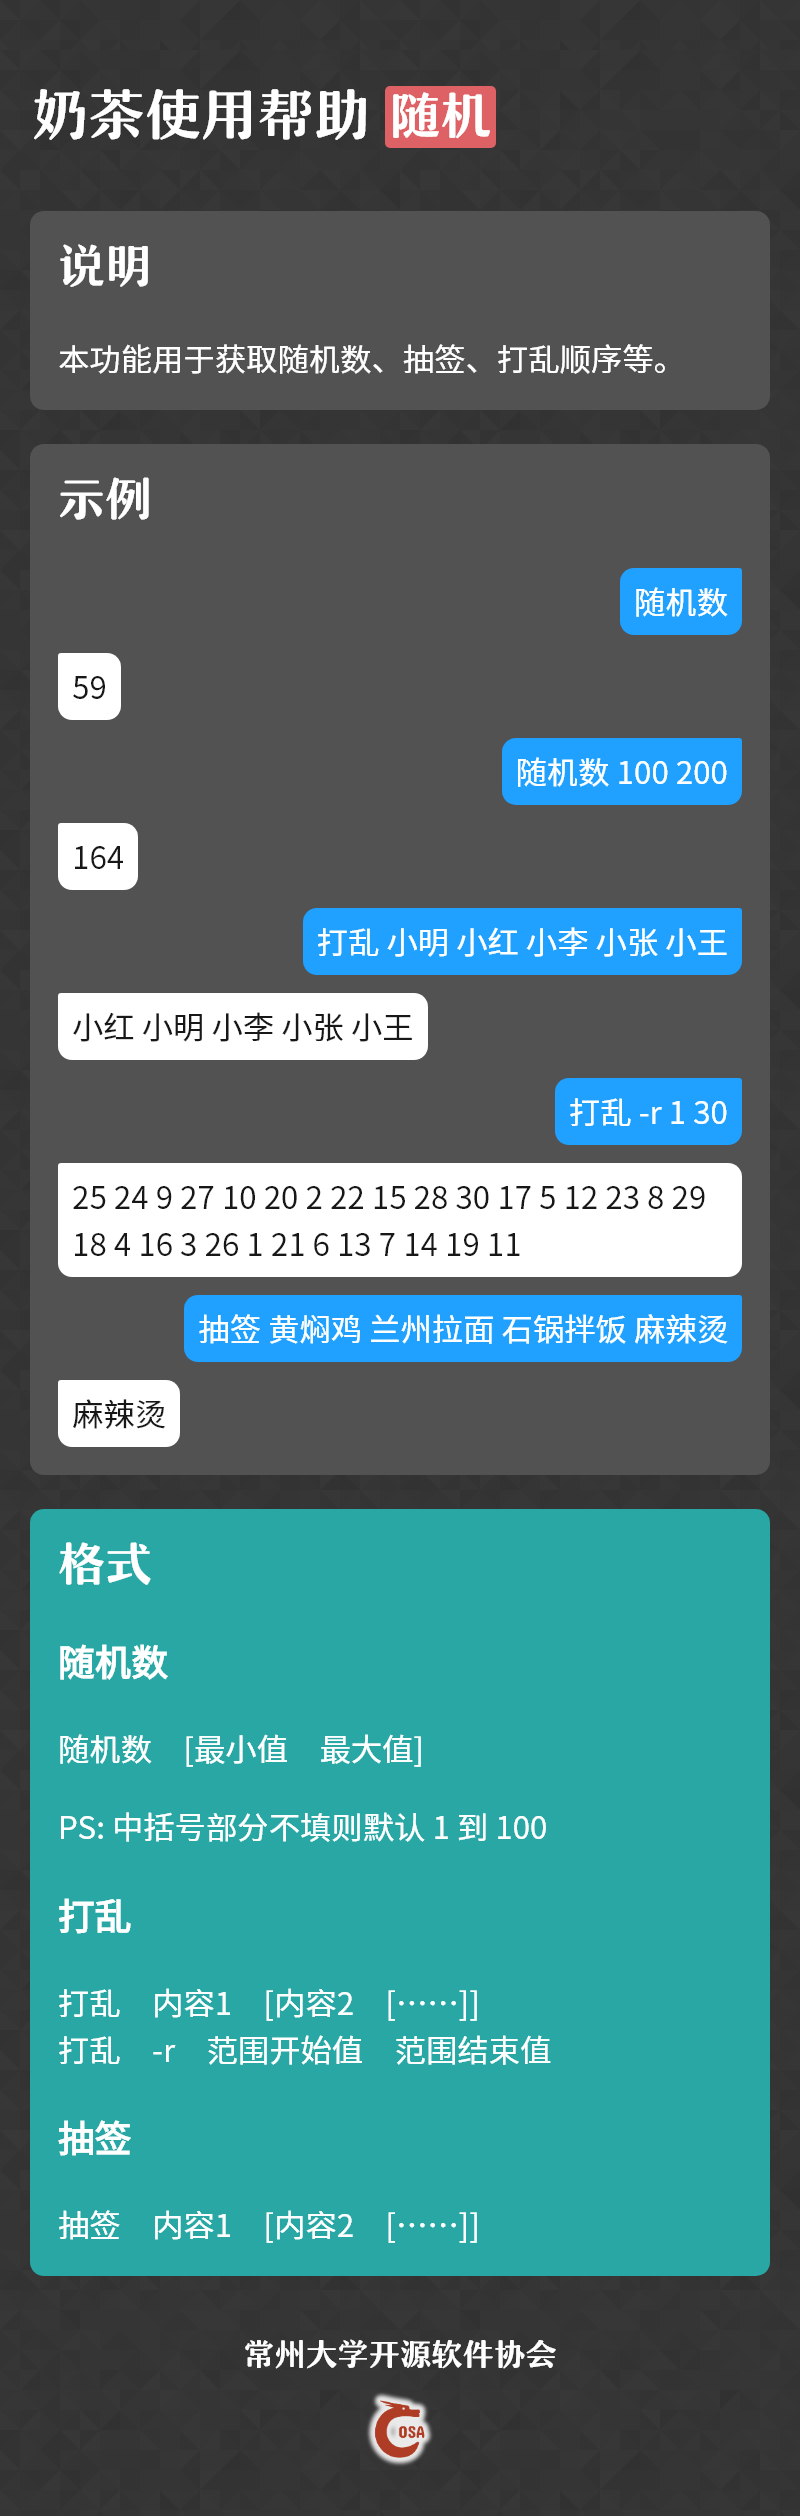 奶茶使用帮助 随机
说明
本功能用于获取随机数、抽签、打乱顺序等。
示例
随机数
59
随机数 100 200
164
打乱 小明 小红 小李 小张 小王
小红 小明 小李 小张 小王
打乱 -r 1 30
25 24 9 27 10 20 2 22 15 28 30 17 5 12 23 8 29
18 4 16 3 26 1 21 6 13 7 14 19 11
抽签 黄焖鸡 兰州拉面 石锅拌饭 麻辣烫
麻辣烫
格式
随机数
随机数 [最小值 最大值]
PS: 中括号部分不填则默认 1 到 100
打乱
打乱 内容1 [内容2 [……]]
打乱 -r 范围开始值 范围结束值
抽签
抽签 内容1 [内容2 [……]]
常州大学开源软件协会
OSA